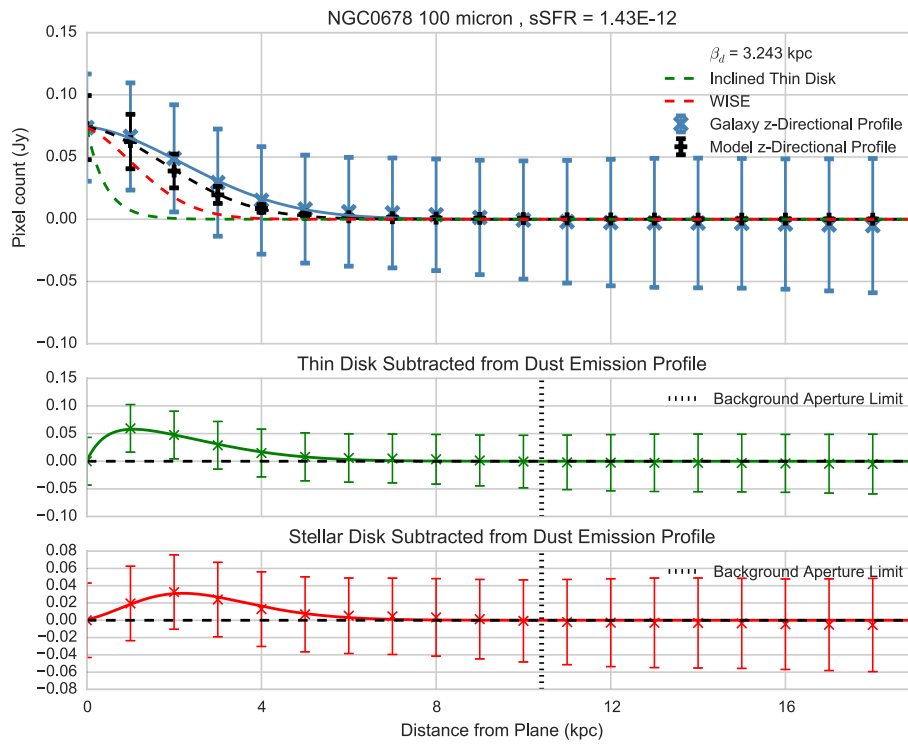 NGC0678 100 micron , sSFR = 1.43E-12
0.15
0.10
0.05
0.00
−0.05
−0.10
Pixel count (Jy)
β_d = 3.243 kpc
Inclined Thin Disk
WISE
Galaxy z-Directional Profile
Model z-Directional Profile
Thin Disk Subtracted from Dust Emission Profile
0.15
0.10
0.05
0.00
−0.05
−0.10
Background Aperture Limit
Stellar Disk Subtracted from Dust Emission Profile
0.08
0.06
0.04
0.02
0.00
−0.02
−0.04
−0.06
−0.08
Background Aperture Limit
0 4 8 12 16
Distance from Plane (kpc)